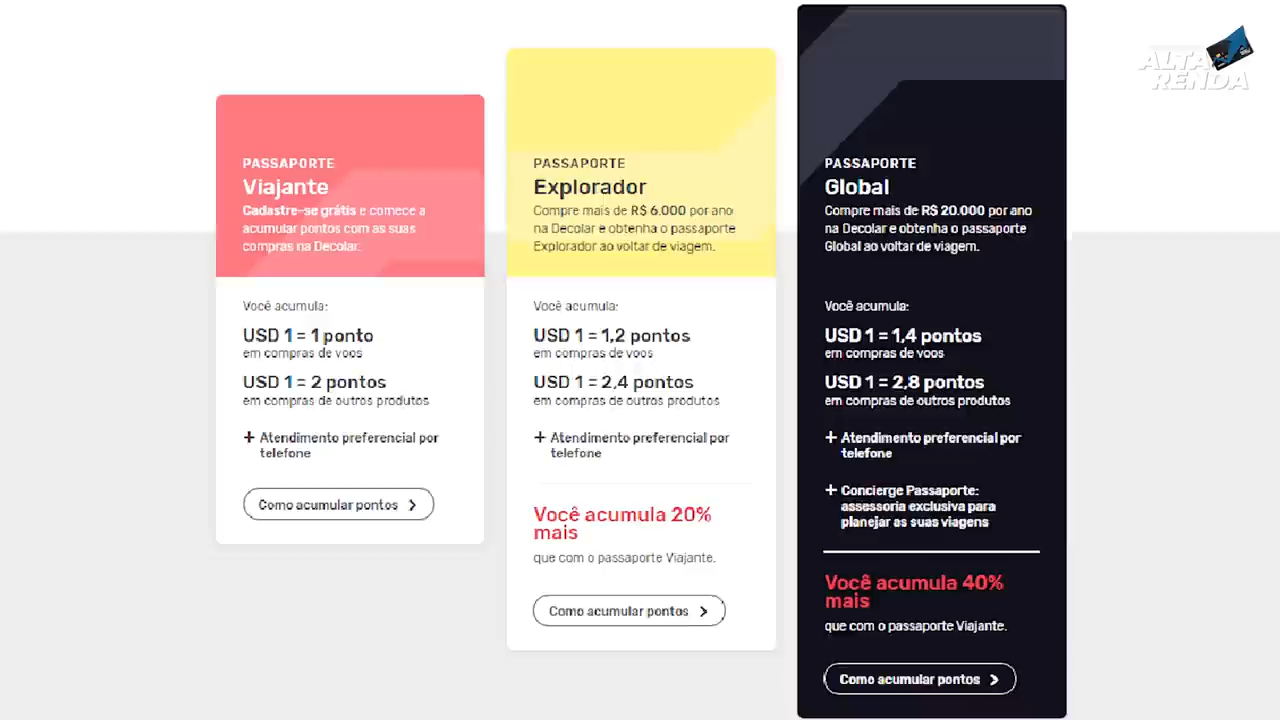 ALTA
RENDA
PASSAPORTE
Viajante
Cadastre-se grátis e comece a
acumular pontos com as suas
compras na Decolar.
Você acumula:
USD 1 = 1 ponto
em compras de voos
USD 1 = 2 pontos
em compras de outros produtos
+ Atendimento preferencial por
telefone
Como acumular pontos
PASSAPORTE
Explorador
Compre mais de R$ 6.000 por ano
na Decolar e obtenha o passaporte
Explorador ao voltar de viagem.
Você acumula:
USD 1 = 1,2 pontos
em compras de voos
USD 1 = 2,4 pontos
em compras de outros produtos
+ Atendimento preferencial por
telefone
Você acumula 20%
mais
que com o passaporte Viajante.
Como acumular pontos
PASSAPORTE
Global
Compre mais de R$ 20.000 por ano
na Decolar e obtenha o passaporte
Global ao voltar de viagem.
Você acumula:
USD 1 = 1,4 pontos
em compras de voos
USD 1 = 2,8 pontos
em compras de outros produtos
+ Atendimento preferencial por
telefone
+ Concierge Passaporte:
assessoria exclusiva para
planejar as suas viagens
Você acumula 40%
mais
que com o passaporte Viajante.
Como acumular pontos